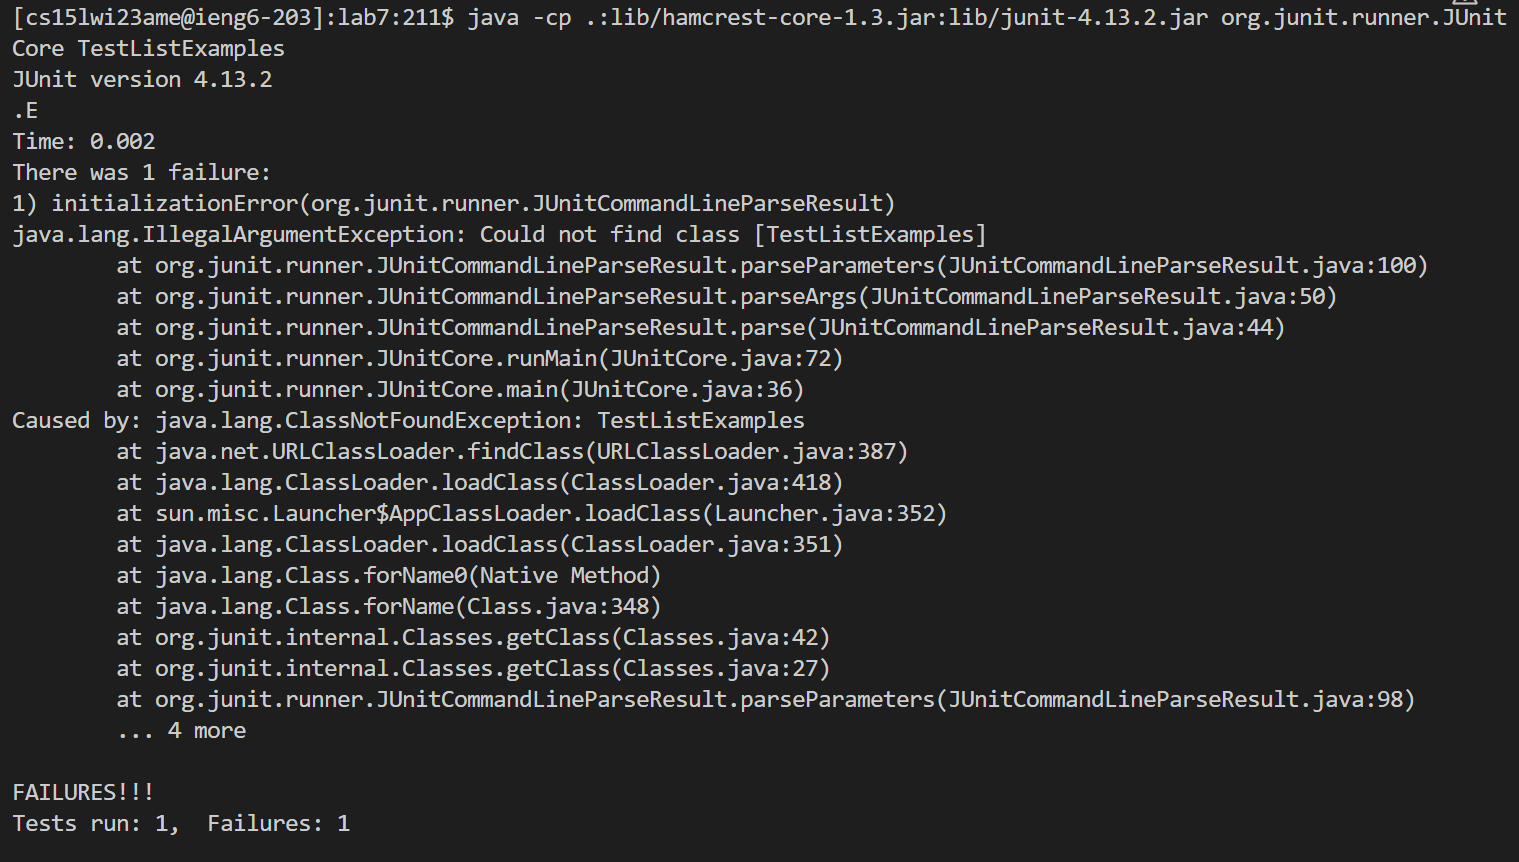 [cs15lwi23ame@ieng6-203]:lab7:211$ java -cp .:lib/hamcrest-core-1.3.jar:lib/junit-4.13.2.jar org.junit.runner.JUnit
Core TestListExamples
JUnit version 4.13.2
.E
Time: 0.002
There was 1 failure:
1) initializationError(org.junit.runner.JUnitCommandLineParseResult)
java.lang.IllegalArgumentException: Could not find class [TestListExamples]
        at org.junit.runner.JUnitCommandLineParseResult.parseParameters(JUnitCommandLineParseResult.java:100)
        at org.junit.runner.JUnitCommandLineParseResult.parseArgs(JUnitCommandLineParseResult.java:50)
        at org.junit.runner.JUnitCommandLineParseResult.parse(JUnitCommandLineParseResult.java:44)
        at org.junit.runner.JUnitCore.runMain(JUnitCore.java:72)
        at org.junit.runner.JUnitCore.main(JUnitCore.java:36)
Caused by: java.lang.ClassNotFoundException: TestListExamples
        at java.net.URLClassLoader.findClass(URLClassLoader.java:387)
        at java.lang.ClassLoader.loadClass(ClassLoader.java:418)
        at sun.misc.Launcher$AppClassLoader.loadClass(Launcher.java:352)
        at java.lang.ClassLoader.loadClass(ClassLoader.java:351)
        at java.lang.Class.forName0(Native Method)
        at java.lang.Class.forName(Class.java:348)
        at org.junit.internal.Classes.getClass(Classes.java:42)
        at org.junit.internal.Classes.getClass(Classes.java:27)
        at org.junit.runner.JUnitCommandLineParseResult.parseParameters(JUnitCommandLineParseResult.java:98)
        ... 4 more

FAILURES!!!
Tests run: 1,  Failures: 1